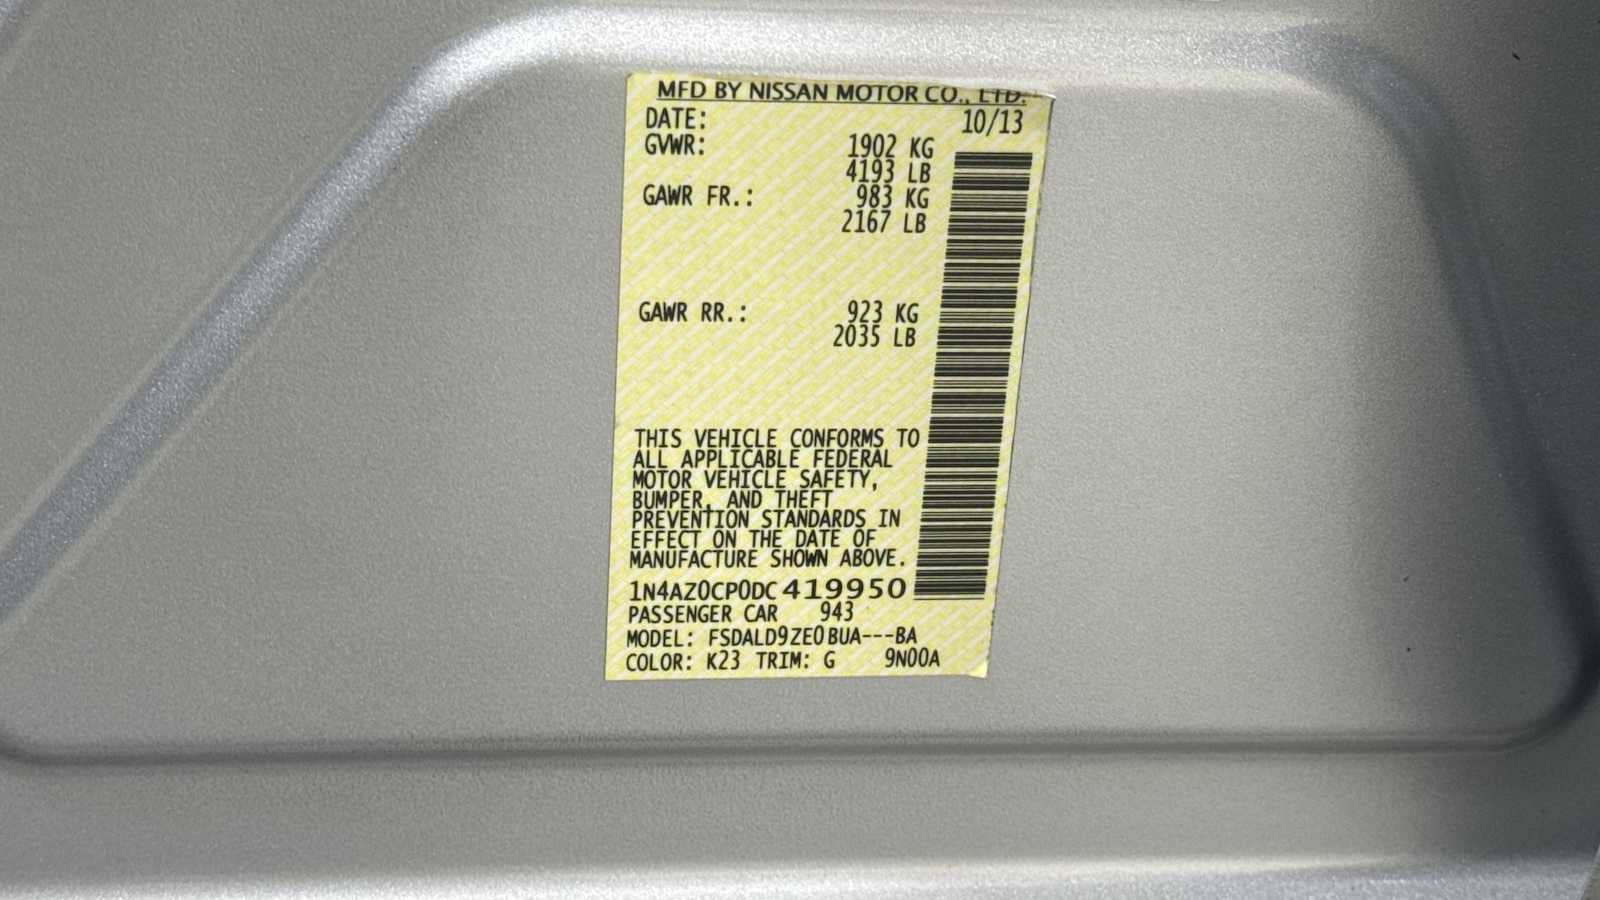 MFD BY NISSAN MOTOR CO., LTD.
DATE: 10/13
GVWR: 1902 KG
4193 LB
GAWR FR.: 983 KG
2167 LB
GAWR RR.: 923 KG
2035 LB
THIS VEHICLE CONFORMS TO
ALL APPLICABLE FEDERAL
MOTOR VEHICLE SAFETY,
BUMPER, AND THEFT
PREVENTION STANDARDS IN
EFFECT ON THE DATE OF
MANUFACTURE SHOWN ABOVE.
1N4AZ0CP0DC419950
PASSENGER CAR 943
MODEL: FSDALD9ZE0BUA---BA
COLOR: K23 TRIM: G 9N00A